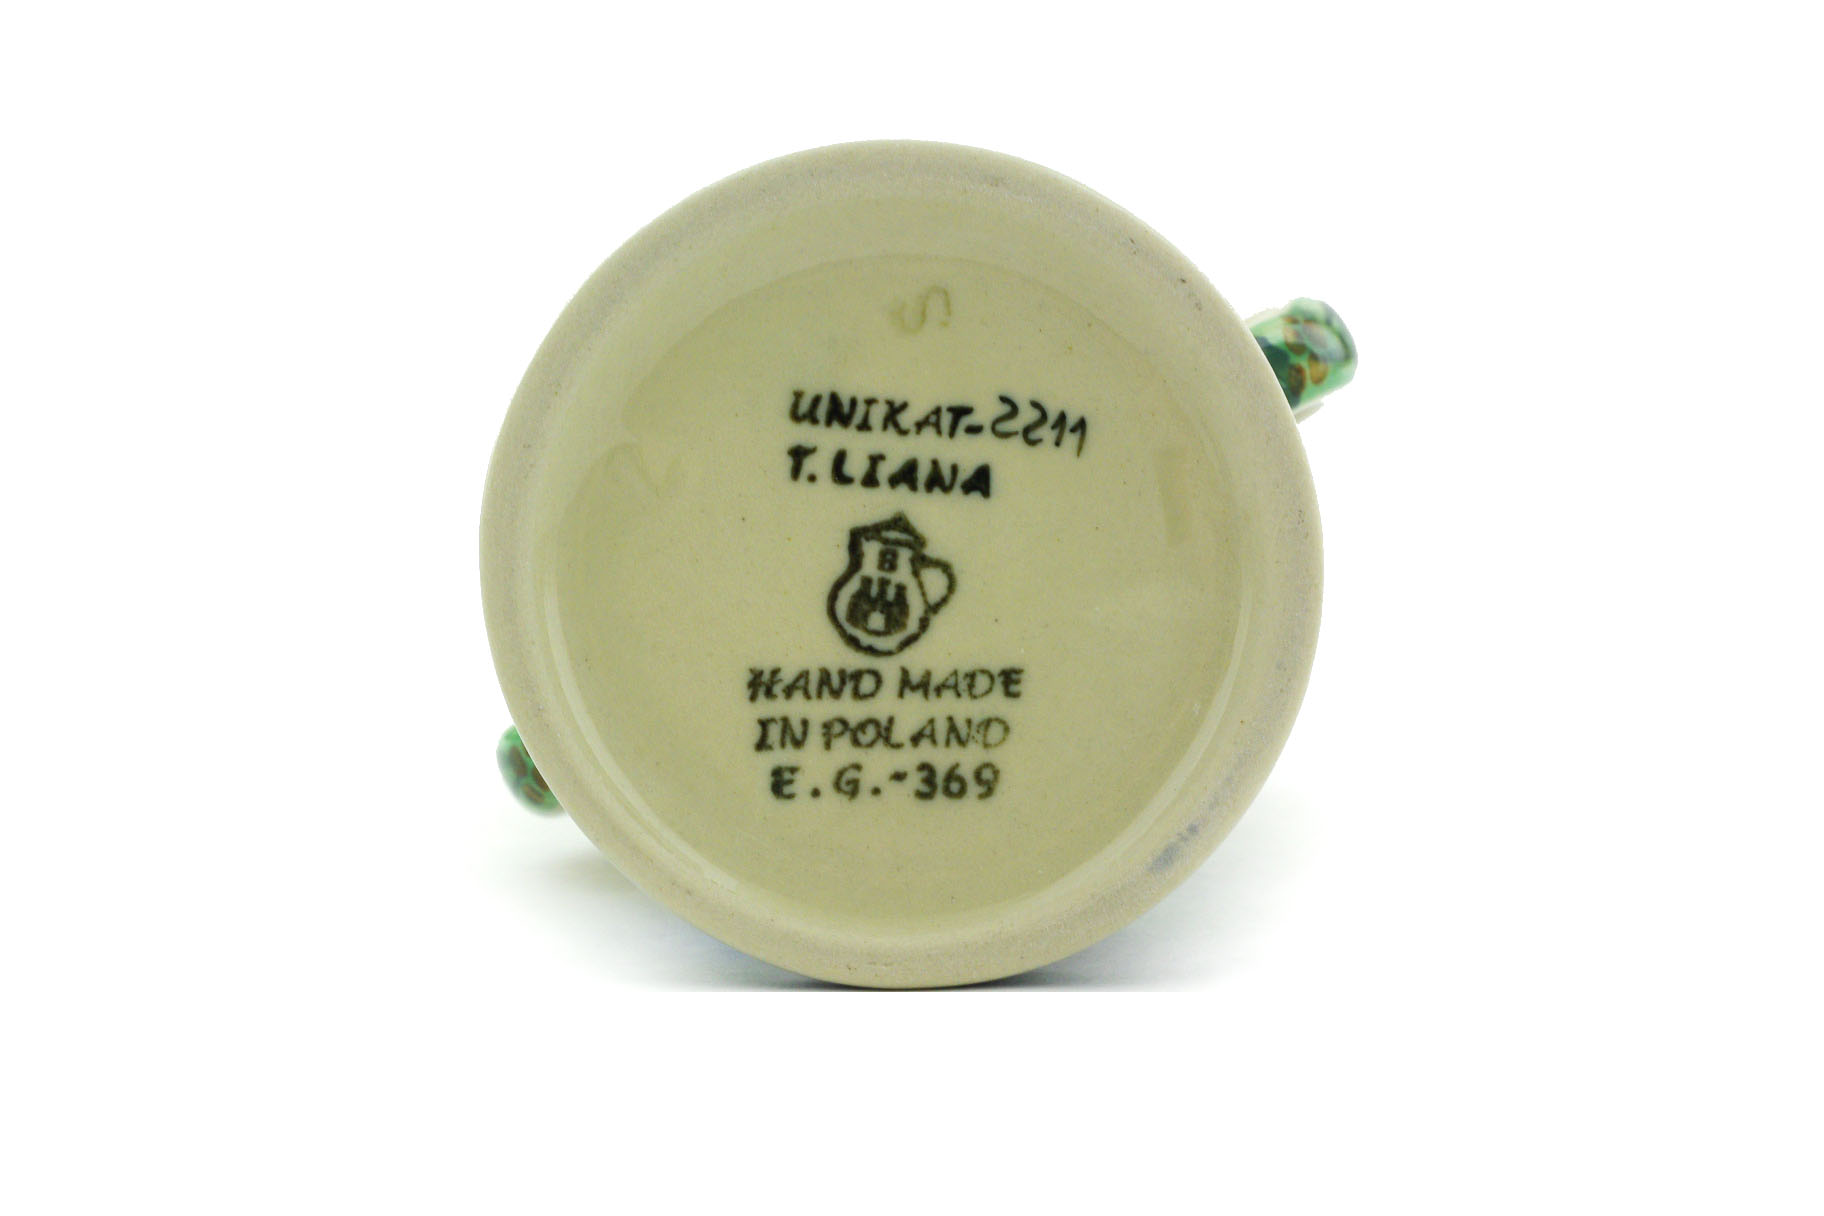 UNIKAT-2211
T. LIANA
HAND MADE
IN POLAND
E.G.-369